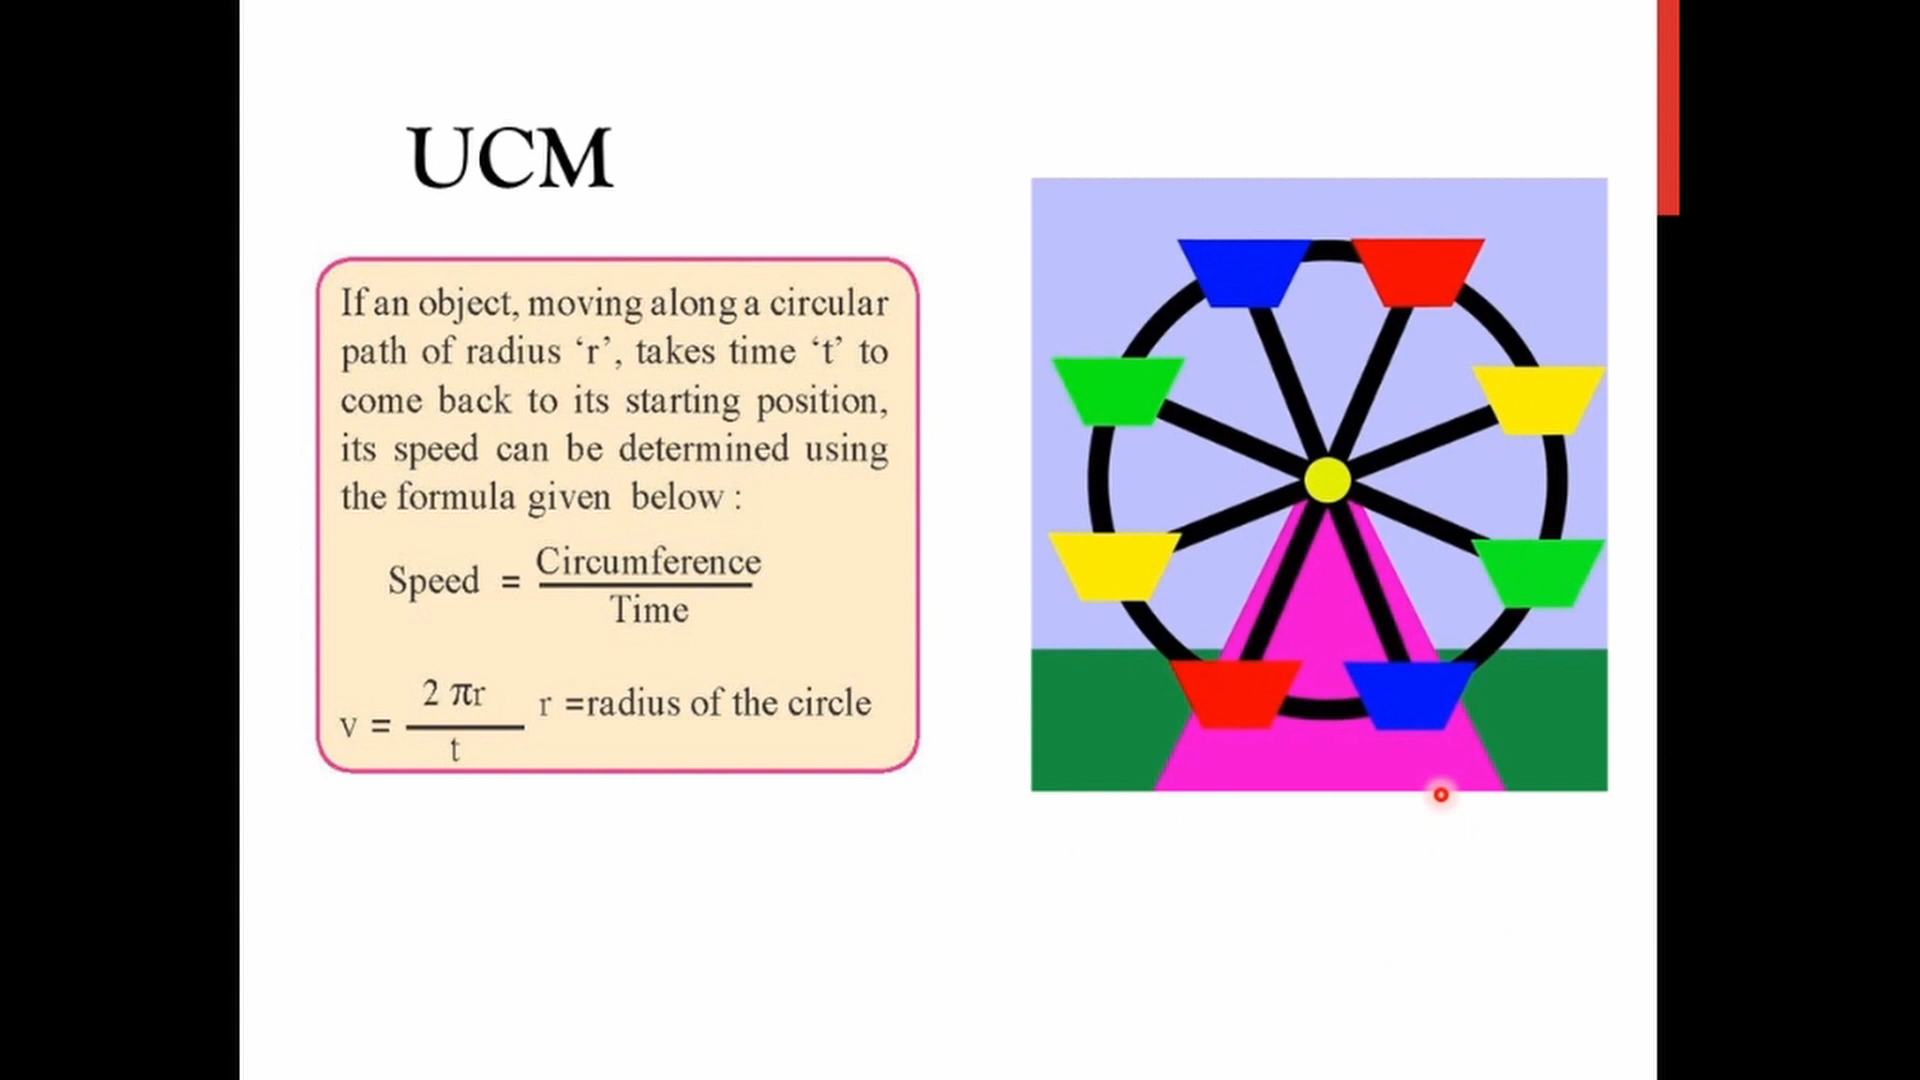 UCM
If an object, moving along a circular
path of radius ‘r’, takes time ‘t’ to
come back to its starting position,
its speed can be determined using
the formula given below :
Speed = Circumference
Time
v = 2 πr
t
r =radius of the circle